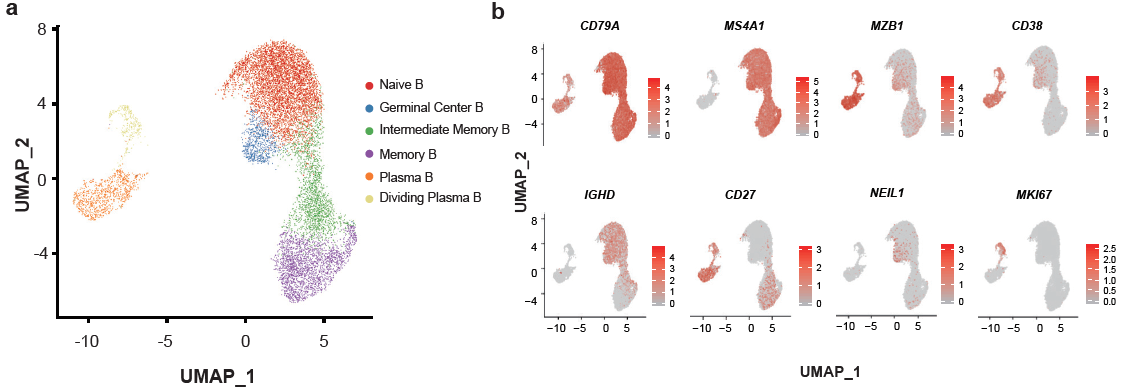 a
8
4
0
-4
-10
-5
0
5
UMAP_2
UMAP_1
Naive B
Germinal Center B
Intermediate Memory B
Memory B
Plasma B
Dividing Plasma B
b
CD79A
MS4A1
MZB1
CD38
8
4
0
−4
4
3
2
1
0
5
4
3
2
1
0
4
3
2
1
0
3
2
1
0
UMAP_2
IGHD
CD27
NEIL1
MKI67
8
4
0
−4
4
3
2
1
0
3
2
1
0
3
2
1
0
2.5
2.0
1.5
1.0
0.5
0.0
−10 −5 0 5
−10 −5 0 5
−10 −5 0 5
−10 −5 0 5
UMAP_1